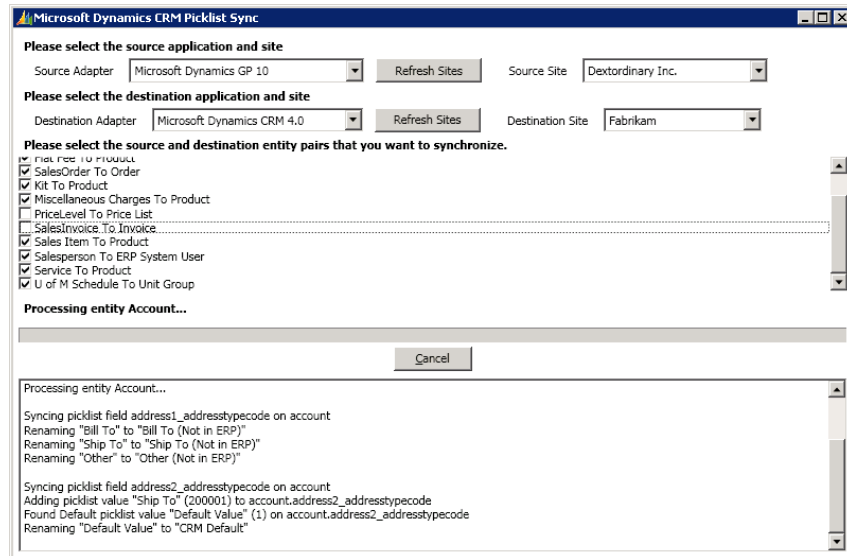 Microsoft Dynamics CRM Picklist Sync
Please select the source application and site
Source Adapter Microsoft Dynamics GP 10 Refresh Sites Source Site Dextordinary Inc.
Please select the destination application and site
Destination Adapter Microsoft Dynamics CRM 4.0 Refresh Sites Destination Site Fabrikam
Please select the source and destination entity pairs that you want to synchronize.
Flat Fee To Product
SalesOrder To Order
Kit To Product
Miscellaneous Charges To Product
PriceLevel To Price List
SalesInvoice To Invoice
Sales Item To Product
Salesperson To ERP System User
Service To Product
U of M Schedule To Unit Group
Processing entity Account...
Cancel
Processing entity Account...
Syncing picklist field address1_addresstypecode on account
Renaming "Bill To" to "Bill To (Not in ERP)"
Renaming "Ship To" to "Ship To (Not in ERP)"
Renaming "Other" to "Other (Not in ERP)"
Syncing picklist field address2_addresstypecode on account
Adding picklist value "Ship To" (200001) to account.address2_addresstypecode
Found Default picklist value "Default Value" (1) on account.address2_addresstypecode
Renaming "Default Value" to "CRM Default"